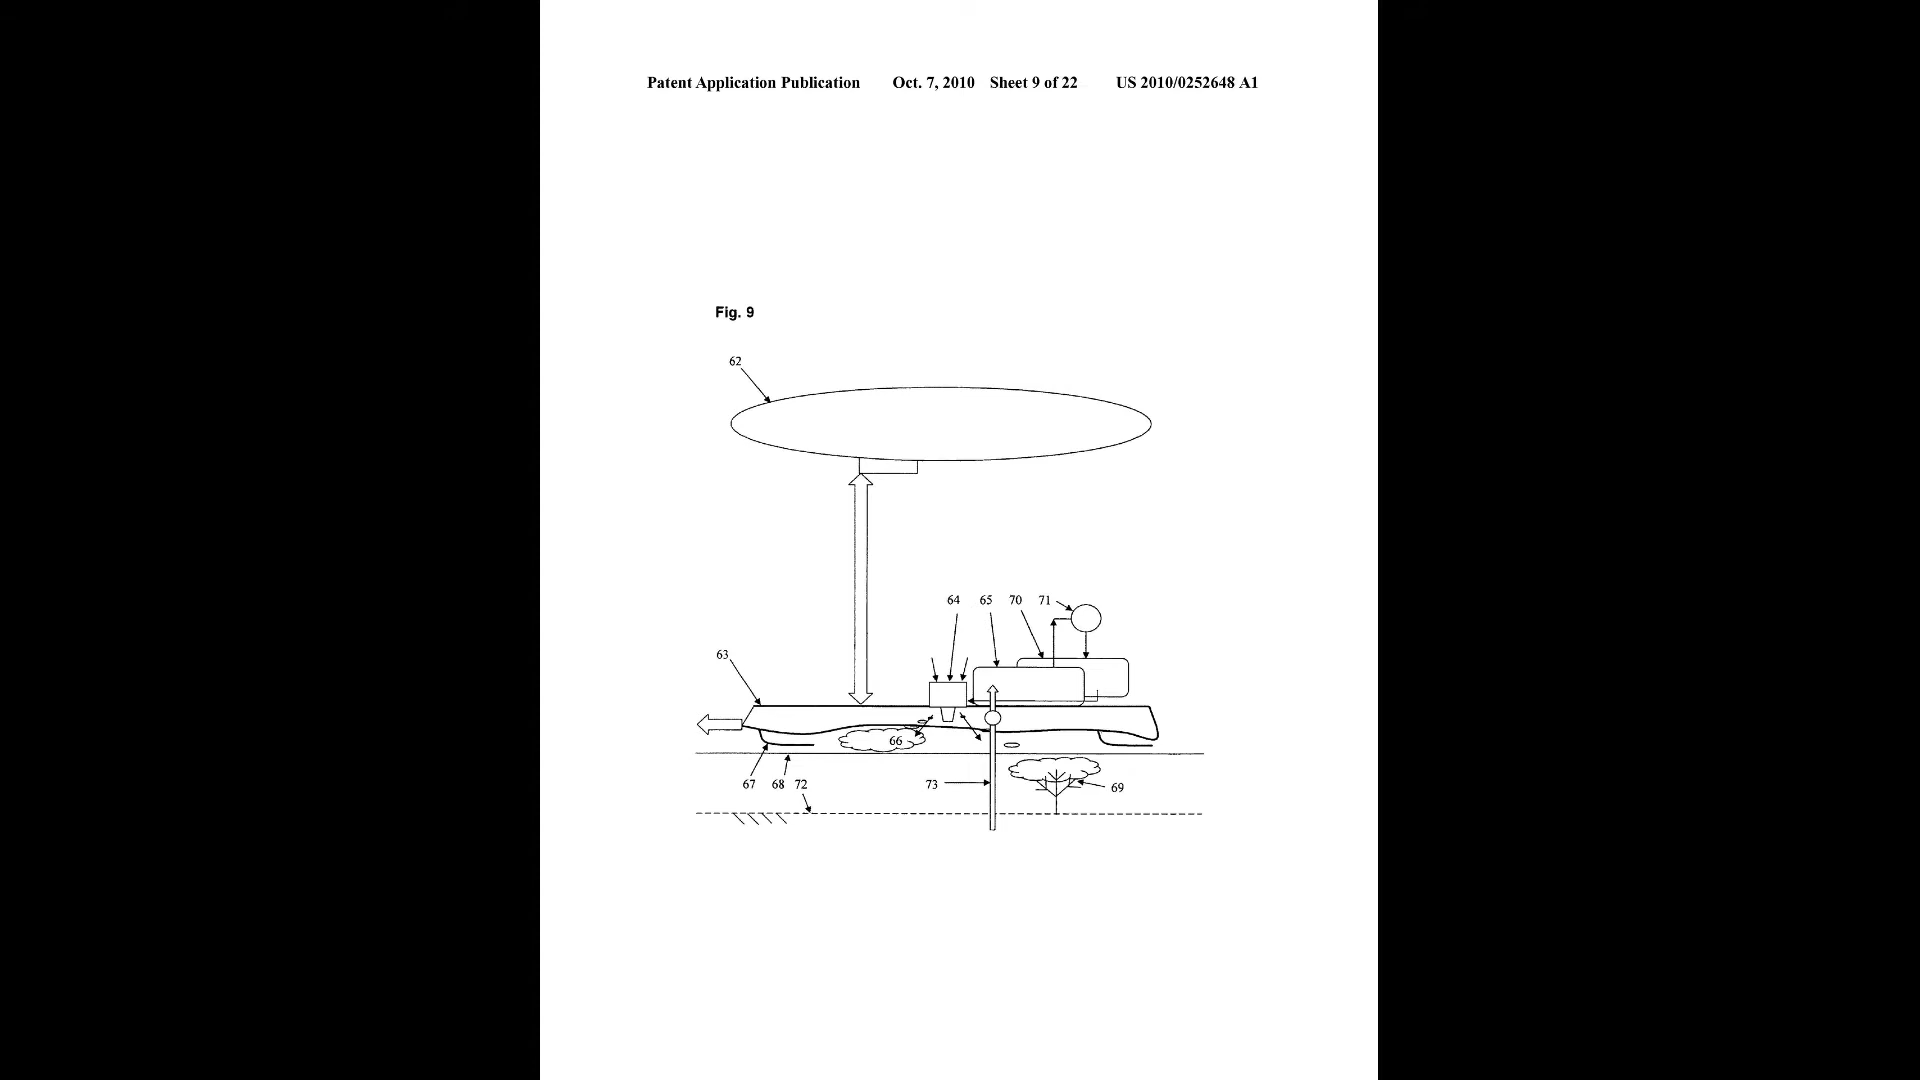 Patent Application Publication Oct. 7, 2010 Sheet 9 of 22 US 2010/0252648 A1
Fig. 9
62
64 65 70 71
63
66
67 68 72 73 69